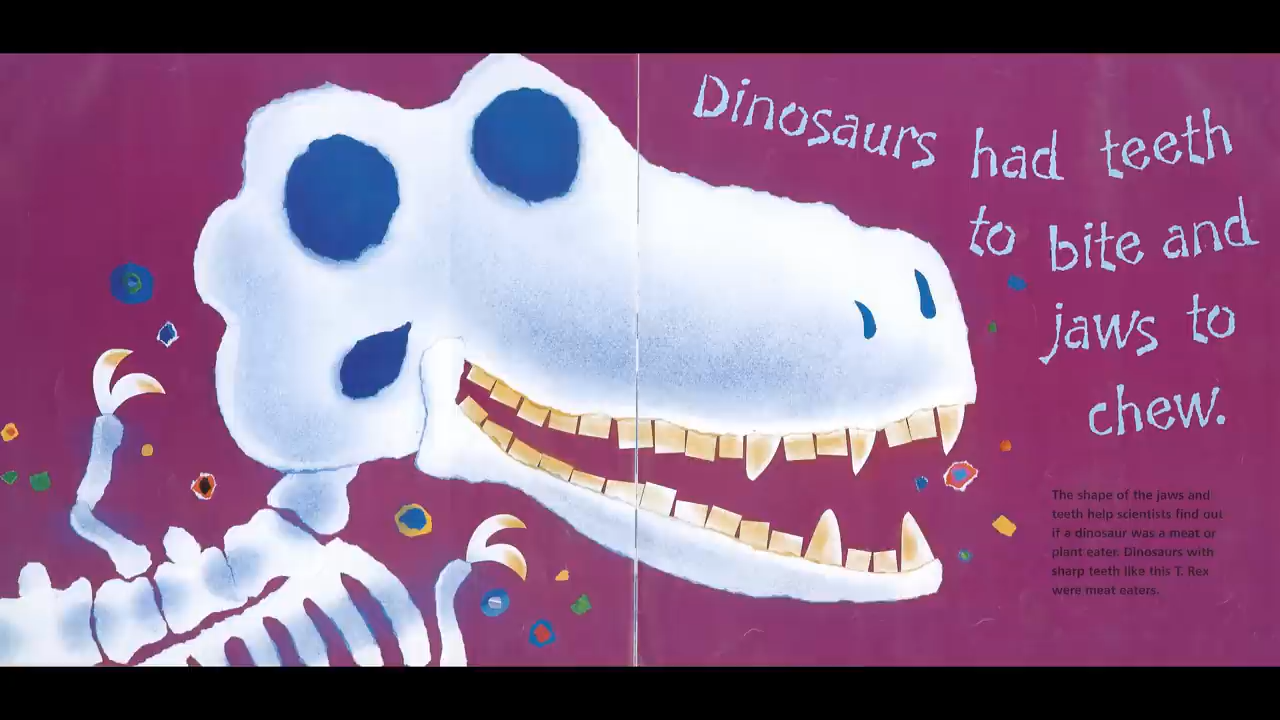 Dinosaurs had teeth
to bite and
jaws to
chew.
The shape of the jaws and
teeth help scientists find out
if a dinosaur was a meat or
plant eater. Dinosaurs with
sharp teeth like this T. Rex
were meat eaters.